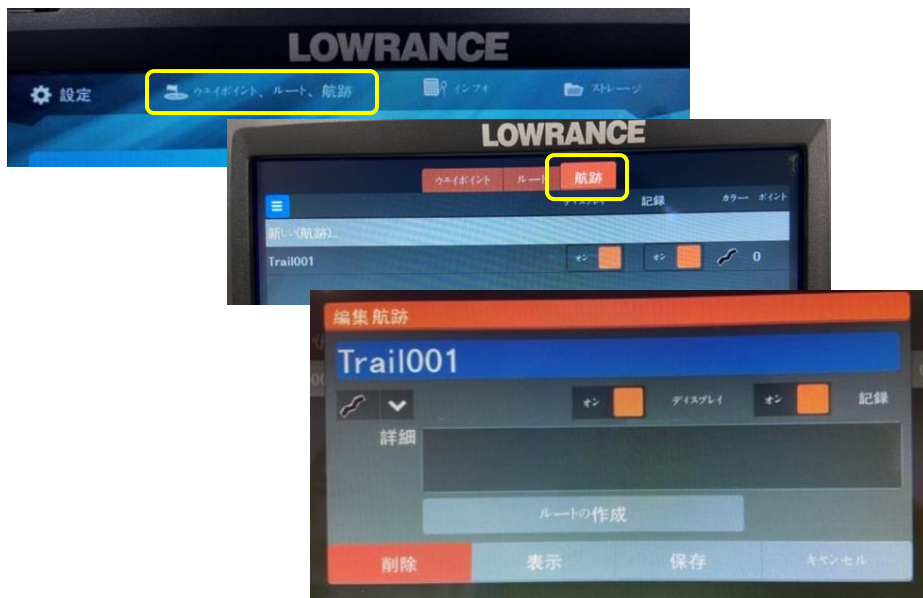 LOWRANCE
設定 ウエイポイント、ルート、航跡 インフォ ストレージ
LOWRANCE
ウエイポイント ルート 航跡
ディスプレイ 記録 カラー ポイント
新しい(航跡)...
Trail001 オン オン 0
編集 航跡
Trail001
オン ディスプレイ オン 記録
詳細
ルートの作成
削除 表示 保存 キャンセル